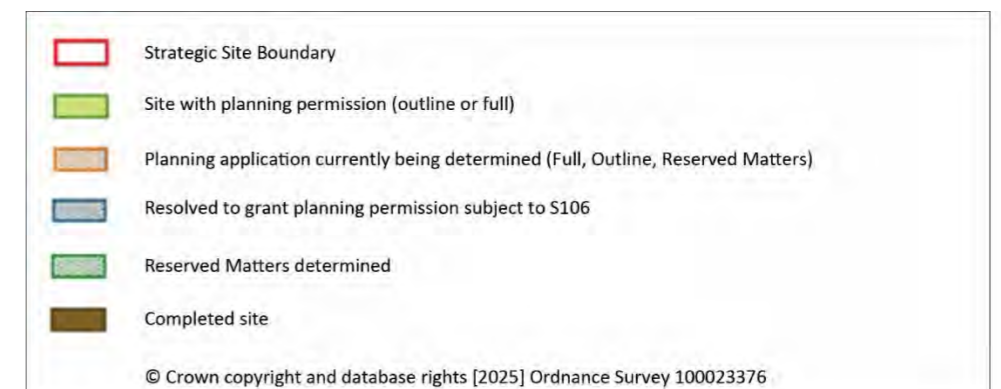 Strategic Site Boundary
Site with planning permission (outline or full)
Planning application currently being determined (Full, Outline, Reserved Matters)
Resolved to grant planning permission subject to S106
Reserved Matters determined
Completed site
© Crown copyright and database rights [2025] Ordnance Survey 100023376